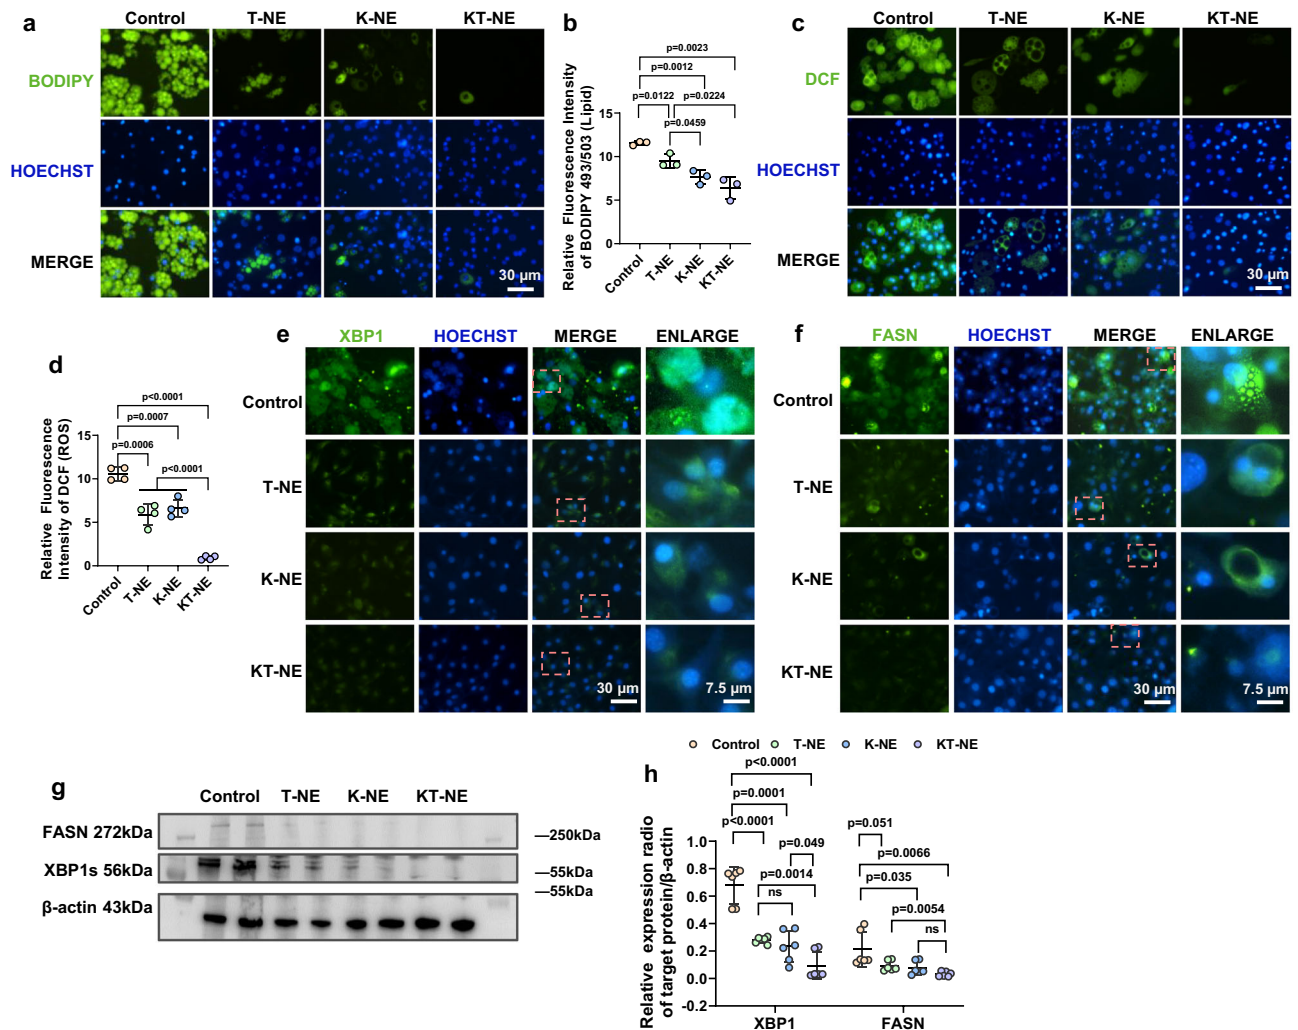 a
Control T-NE K-NE KT-NE
BODIPY
HOECHST
MERGE
30 µm
b
Relative Fluorescence Intensity
of BODIPY 493/503 (Lipid)
p=0.0023
p=0.0012
p=0.0122 p=0.0224
p=0.0459
15
10
5
0
Control T-NE K-NE KT-NE
c
Control T-NE K-NE KT-NE
DCF
HOECHST
MERGE
30 µm
d
Relative Fluorescence
Intensity of DCF (ROS)
p<0.0001
p=0.0007
p=0.0006
p<0.0001
15
10
5
0
Control T-NE K-NE KT-NE
e
XBP1 HOECHST MERGE ENLARGE
Control
T-NE
K-NE
KT-NE
30 µm 7.5 µm
f
FASN HOECHST MERGE ENLARGE
Control
T-NE
K-NE
KT-NE
30 µm 7.5 µm
g
Control T-NE K-NE KT-NE
FASN 272kDa
—250kDa
XBP1s 56kDa
—55kDa
—55kDa
β-actin 43kDa
h
Control T-NE K-NE KT-NE
Relative expression radio
of target protein/β-actin
p<0.0001
p=0.0001
p<0.0001
p=0.049
p=0.0014
ns
p=0.051
p=0.0066
p=0.035
p=0.0054
ns
1.0
0.8
0.6
0.4
0.2
0.0
-0.2
XBP1 FASN